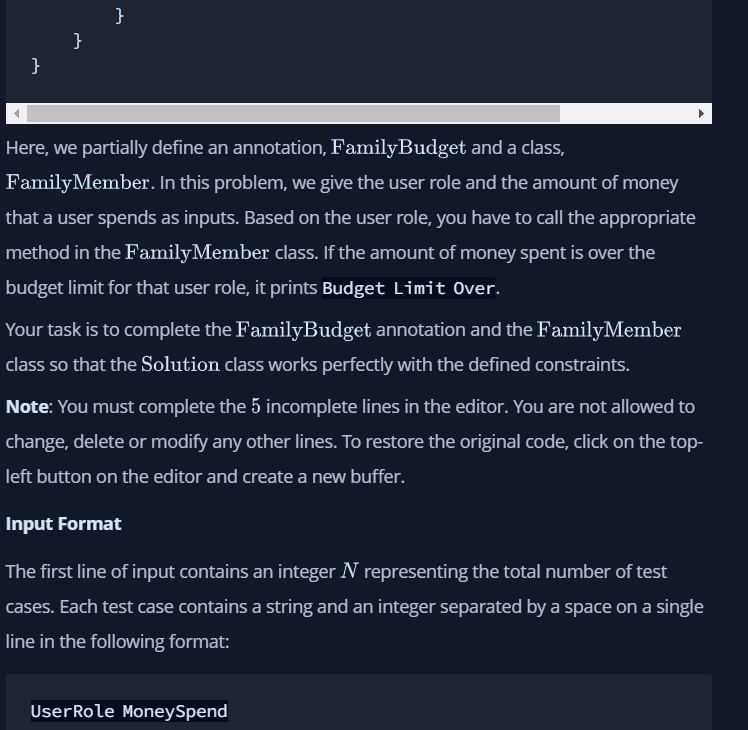 }
}
}
Here, we partially define an annotation, FamilyBudget and a class,
FamilyMember. In this problem, we give the user role and the amount of money
that a user spends as inputs. Based on the user role, you have to call the appropriate
method in the FamilyMember class. If the amount of money spent is over the
budget limit for that user role, it prints Budget Limit Over.
Your task is to complete the FamilyBudget annotation and the FamilyMember
class so that the Solution class works perfectly with the defined constraints.
Note: You must complete the 5 incomplete lines in the editor. You are not allowed to
change, delete or modify any other lines. To restore the original code, click on the top-
left button on the editor and create a new buffer.
Input Format
The first line of input contains an integer N representing the total number of test
cases. Each test case contains a string and an integer separated by a space on a single
line in the following format:
UserRole MoneySpend